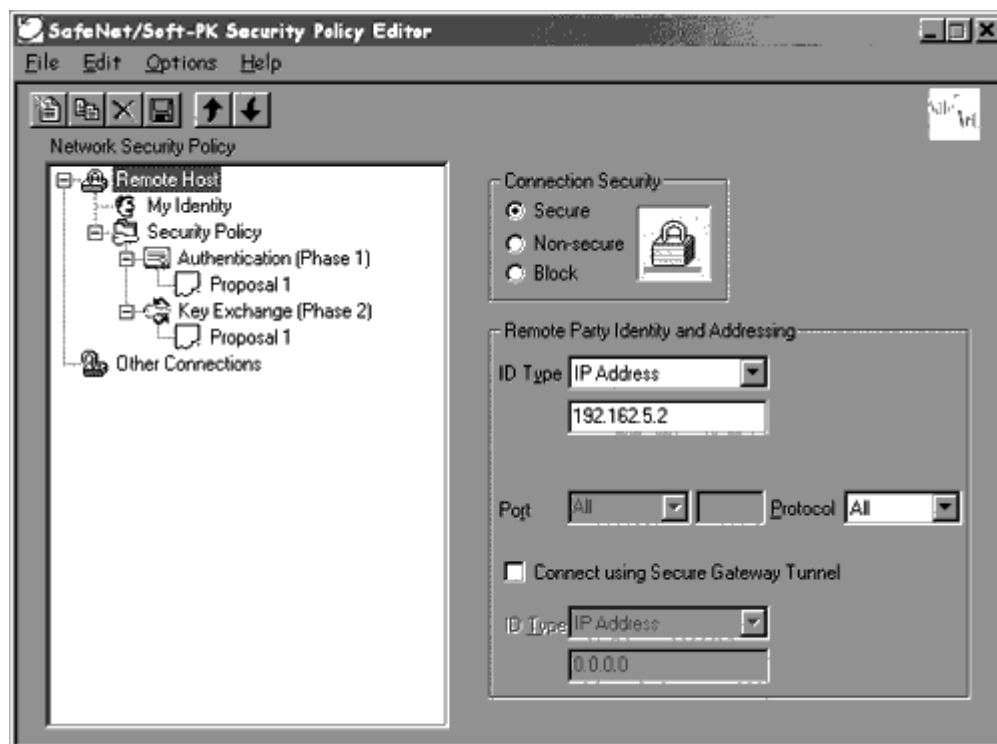 SafeNet/Soft-PK Security Policy Editor
File Edit Options Help
Network Security Policy
Remote Host
My Identity
Security Policy
Authentication (Phase 1)
Proposal 1
Key Exchange (Phase 2)
Proposal 1
Other Connections
Connection Security
Secure
Non-secure
Block
Remote Party Identity and Addressing
ID Type IP Address
192.162.5.2
Port All Protocol All
Connect using Secure Gateway Tunnel
ID Type IP Address
0.0.0.0